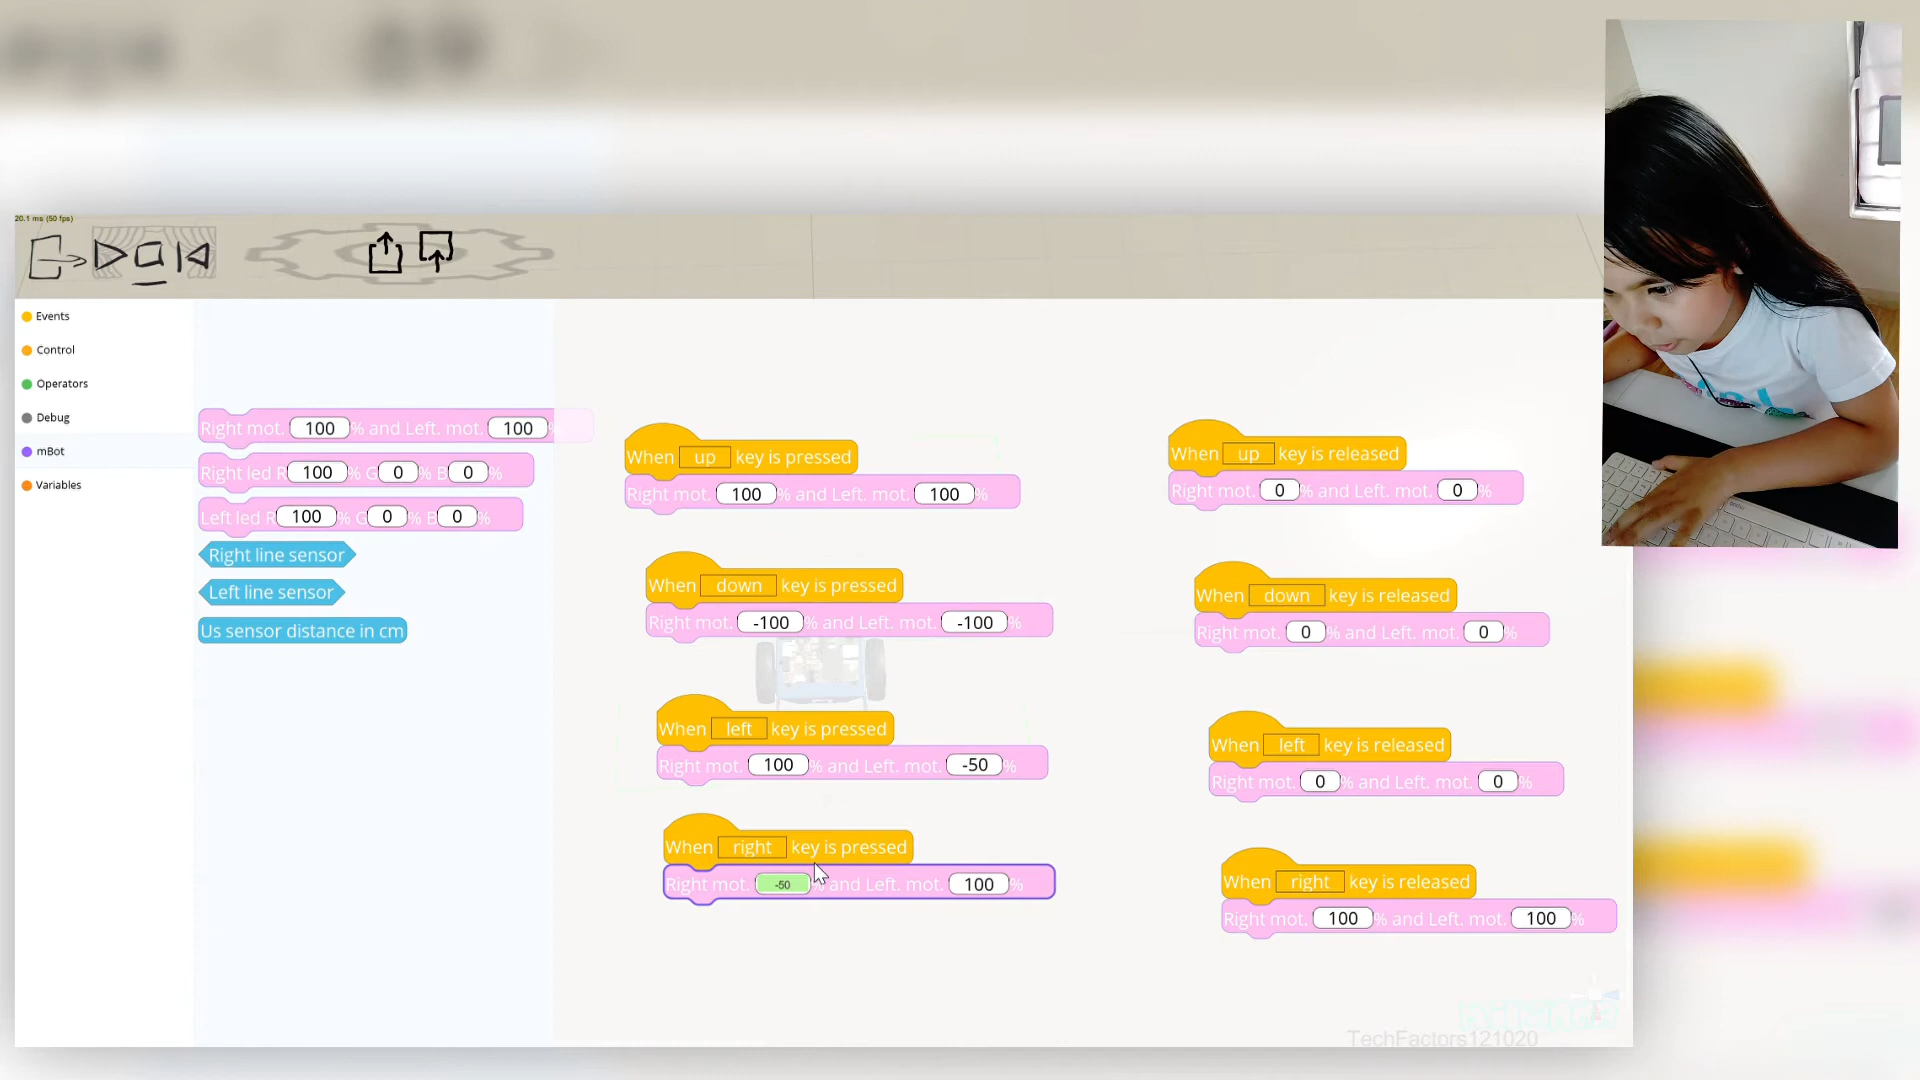 20.1 ms (50 fps)
Events
Control
Operators
Debug
mBot
Variables
Right mot. 100 % and Left. mot. 100 %
Right led R 100 % G 0 % B 0 %
Left led R 100 % G 0 % B 0 %
Right line sensor
Left line sensor
Us sensor distance in cm
When up key is pressed
Right mot. 100 % and Left. mot. 100 %
When down key is pressed
Right mot. -100 % and Left. mot. -100 %
When left key is pressed
Right mot. 100 % and Left. mot. -50 %
When right key is pressed
Right mot. -50 % and Left. mot. 100 %
When up key is released
Right mot. 0 % and Left. mot. 0 %
When down key is released
Right mot. 0 % and Left. mot. 0 %
When left key is released
Right mot. 0 % and Left. mot. 0 %
When right key is released
Right mot. 100 % and Left. mot. 100 %
TechFactors121020